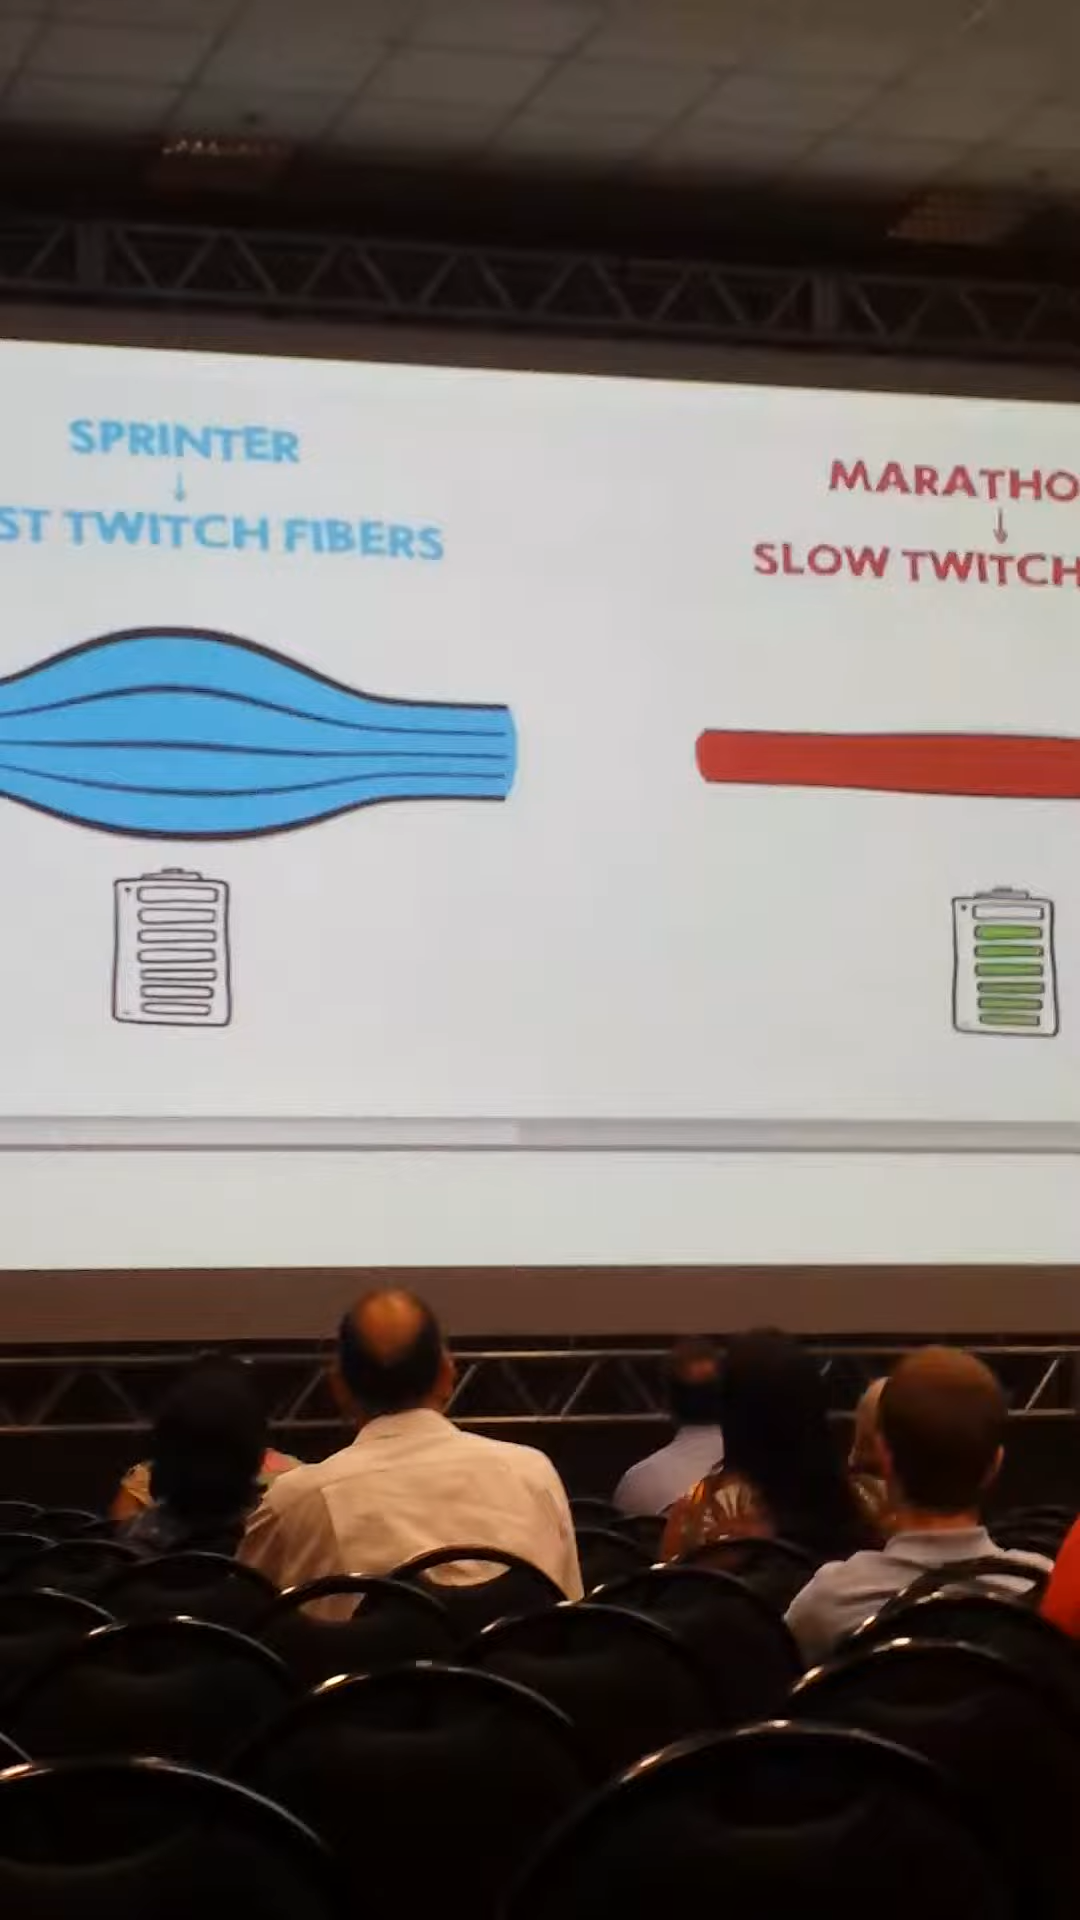 SPRINTER
↓
ST TWITCH FIBERS
MARATHO
↓
SLOW TWITCH